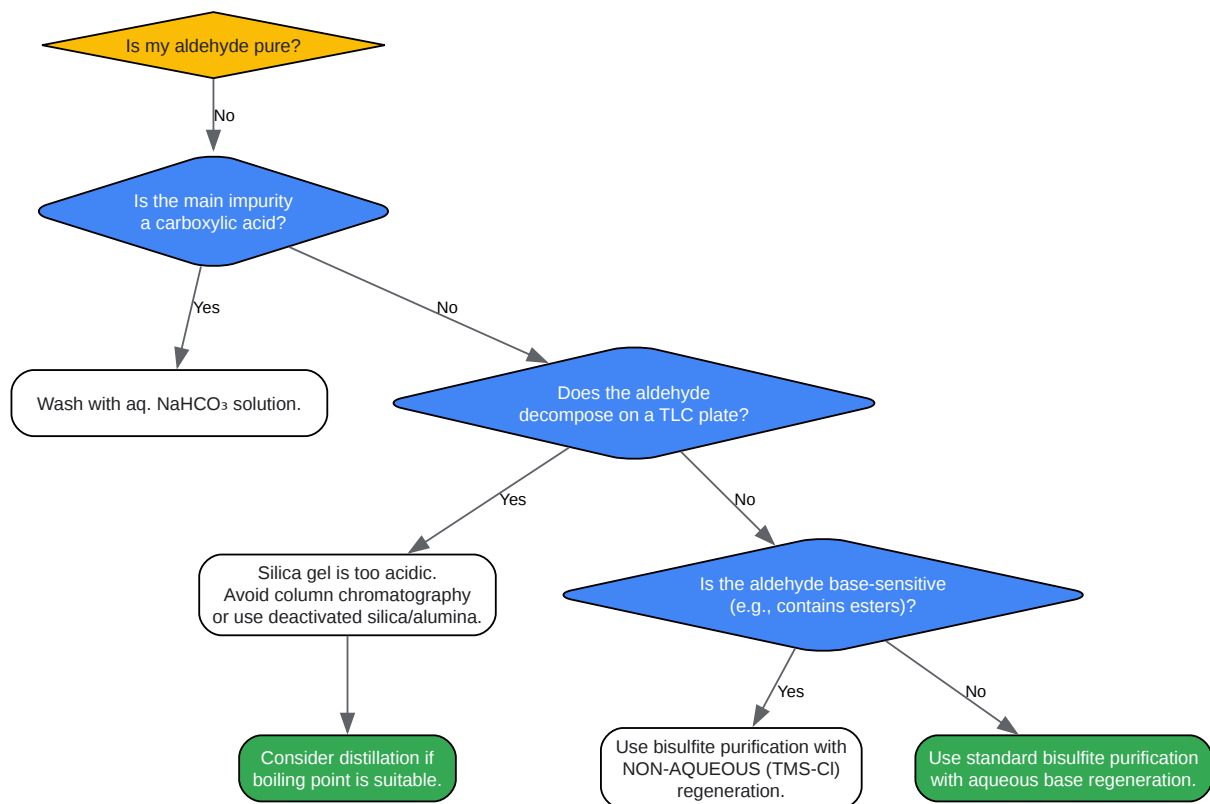 Is my aldehyde pure?
No
Is the main impurity
a carboxylic acid?
Yes
No
Wash with aq. NaHCO₃ solution.
Does the aldehyde
decompose on a TLC plate?
Yes
No
Silica gel is too acidic.
Avoid column chromatography
or use deactivated silica/alumina.
Is the aldehyde base-sensitive
(e.g., contains esters)?
Yes
No
Consider distillation if
boiling point is suitable.
Use bisulfite purification with
NON-AQUEOUS (TMS-Cl)
regeneration.
Use standard bisulfite purification
with aqueous base regeneration.